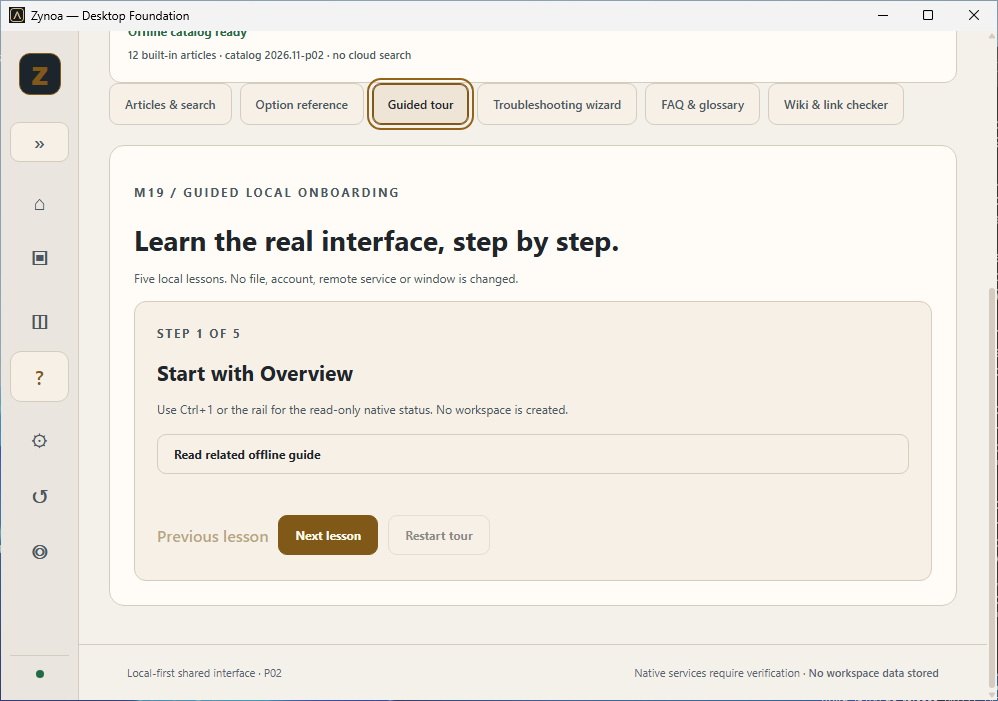 Zynoa — Desktop Foundation
Offline catalog ready
12 built-in articles · catalog 2026.11-p02 · no cloud search
Z
Articles & search
Option reference
Guided tour
Troubleshooting wizard
FAQ & glossary
Wiki & link checker
»
M19 / GUIDED LOCAL ONBOARDING
Learn the real interface, step by step.
Five local lessons. No file, account, remote service or window is changed.
STEP 1 OF 5
Start with Overview
?
Use Ctrl+1 or the rail for the read-only native status. No workspace is created.
Read related offline guide
Previous lesson
Next lesson
Restart tour
Local-first shared interface · P02
Native services require verification · No workspace data stored